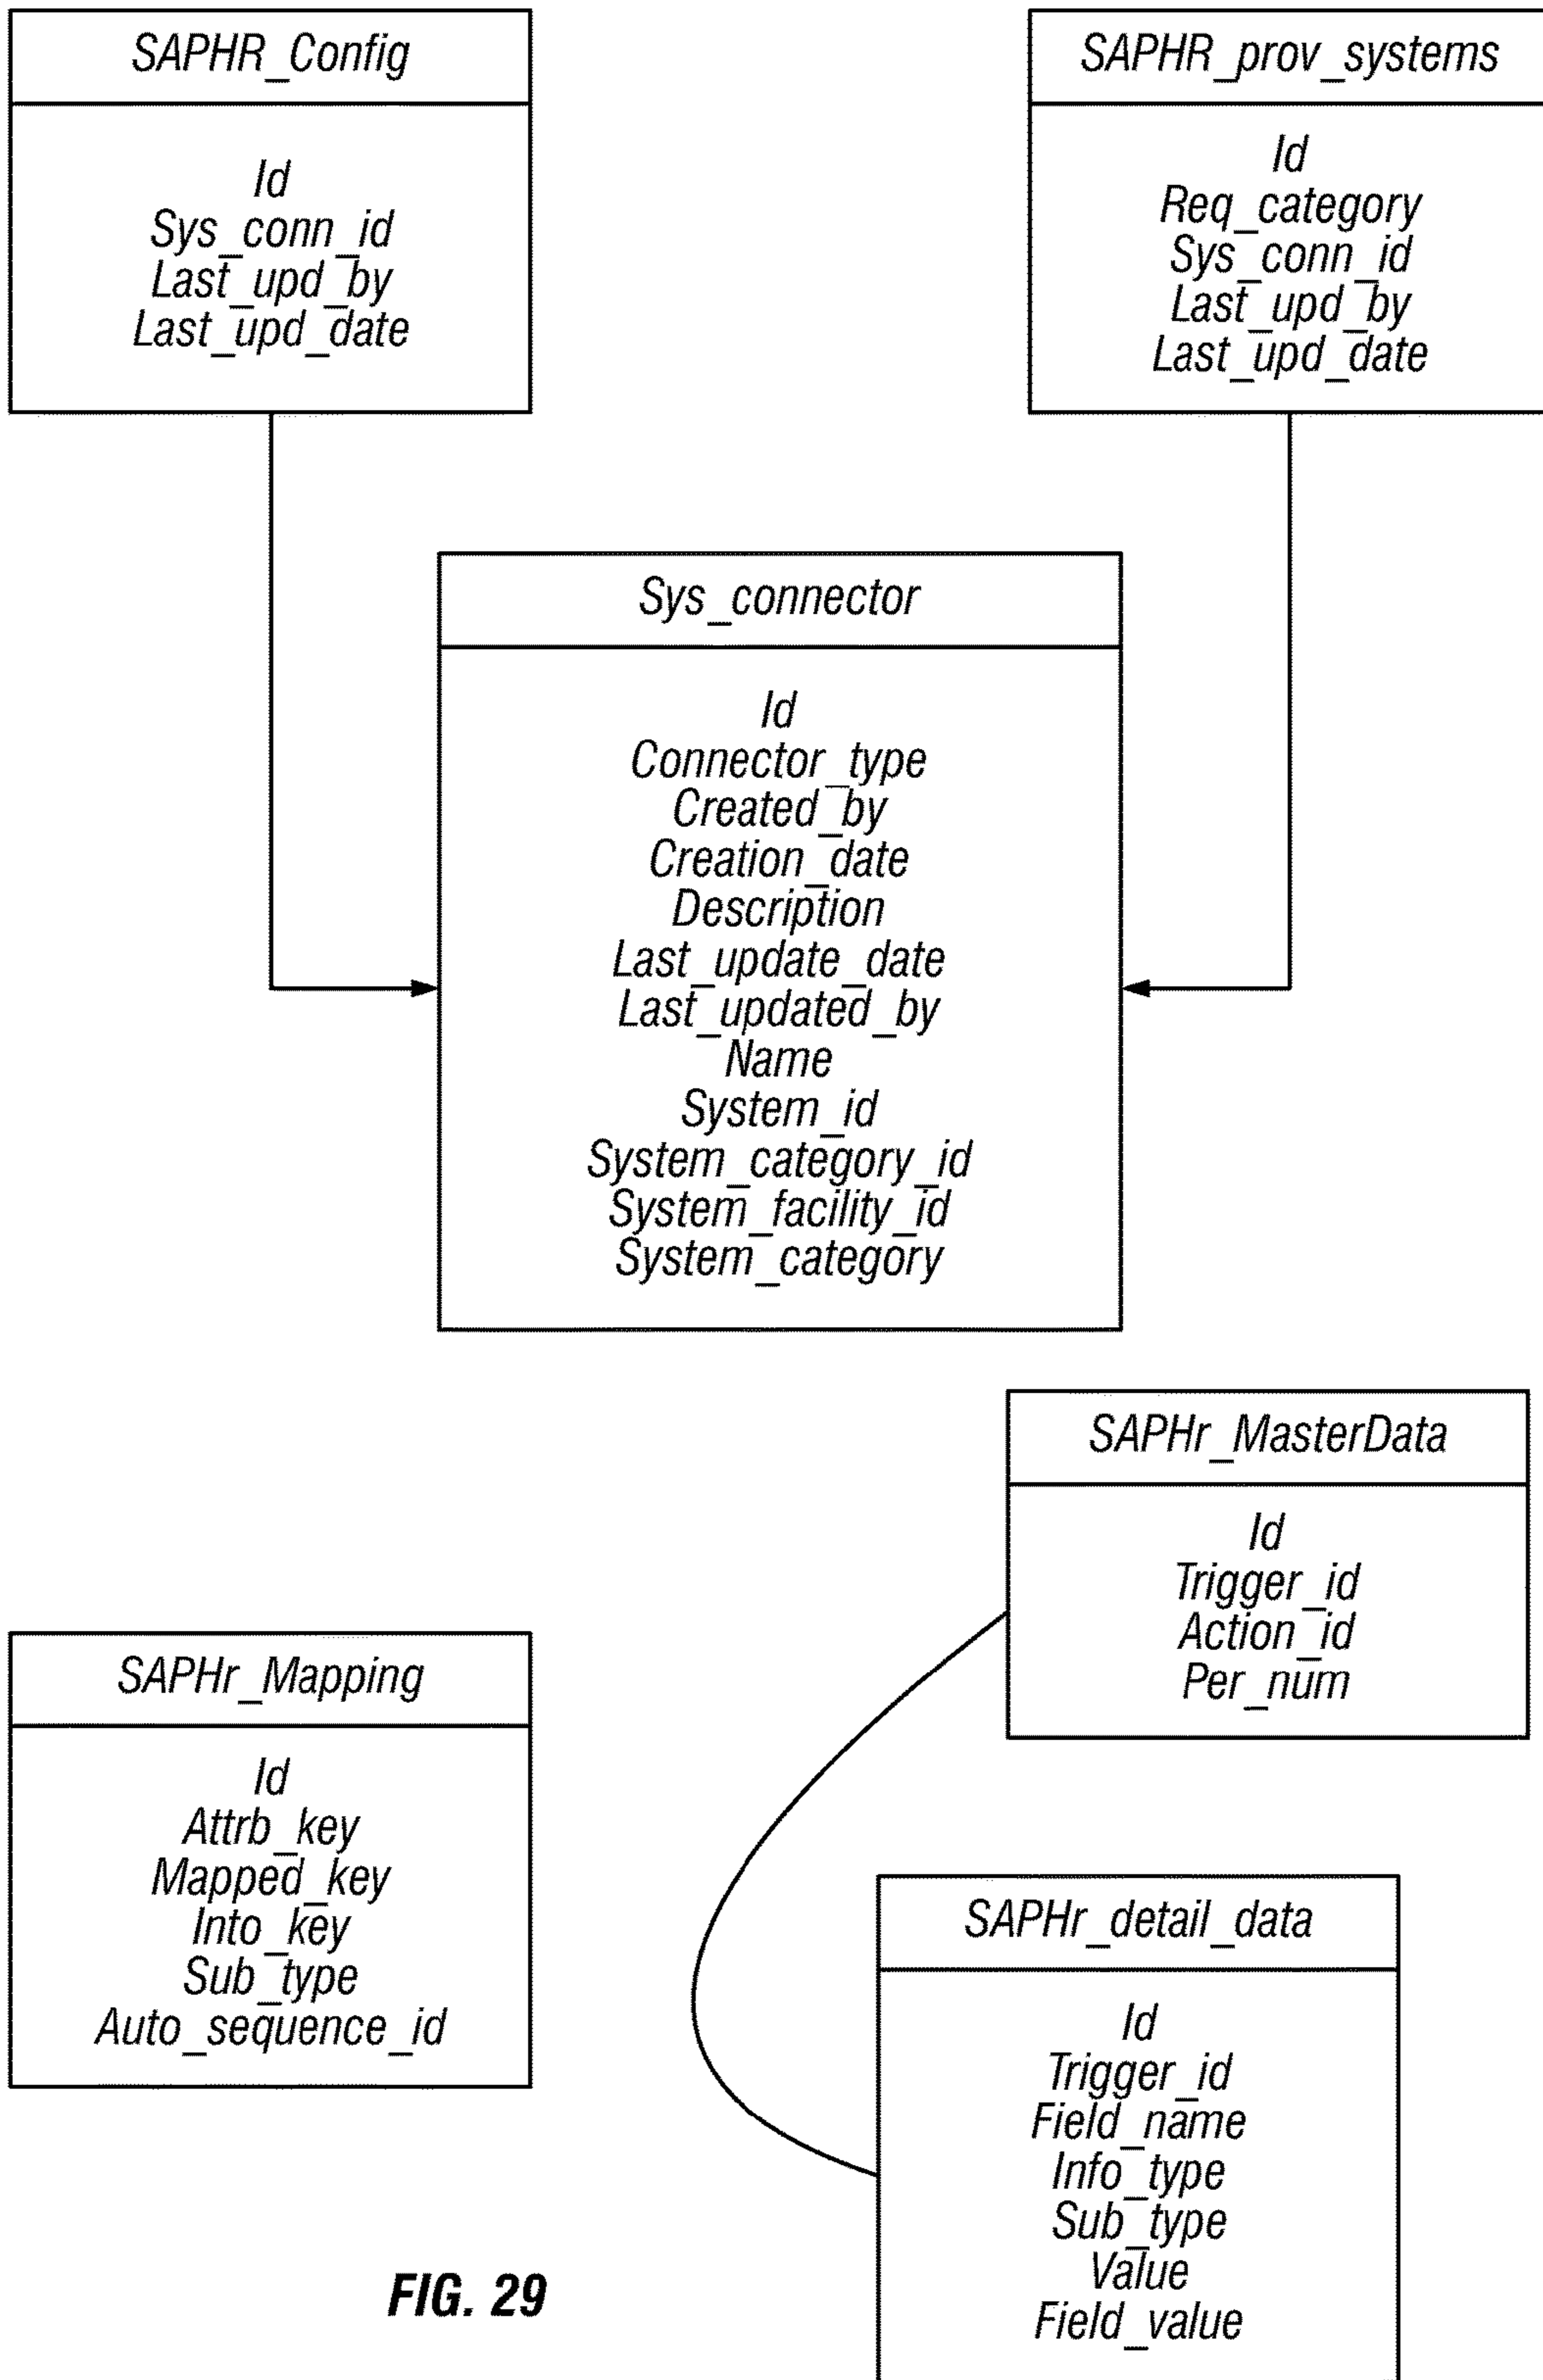 SAPHR_Config
Id
Sys_conn_id
Last_upd_by
Last_upd_date
SAPHR_prov_systems
Id
Req_category
Sys_conn_id
Last_upd_by
Last_upd_date
Sys_connector
Id
Connector_type
Created_by
Creation_date
Description
Last_update_date
Last_updated_by
Name
System_id
System_category_id
System_facility_id
System_category
SAPHr_MasterData
Id
Trigger_id
Action_id
Per_num
SAPHr_Mapping
Id
Attrb_key
Mapped_key
Into_key
Sub_type
Auto_sequence_id
SAPHr_detail_data
Id
Trigger_id
Field_name
Info_type
Sub_type
Value
Field_value
FIG. 29